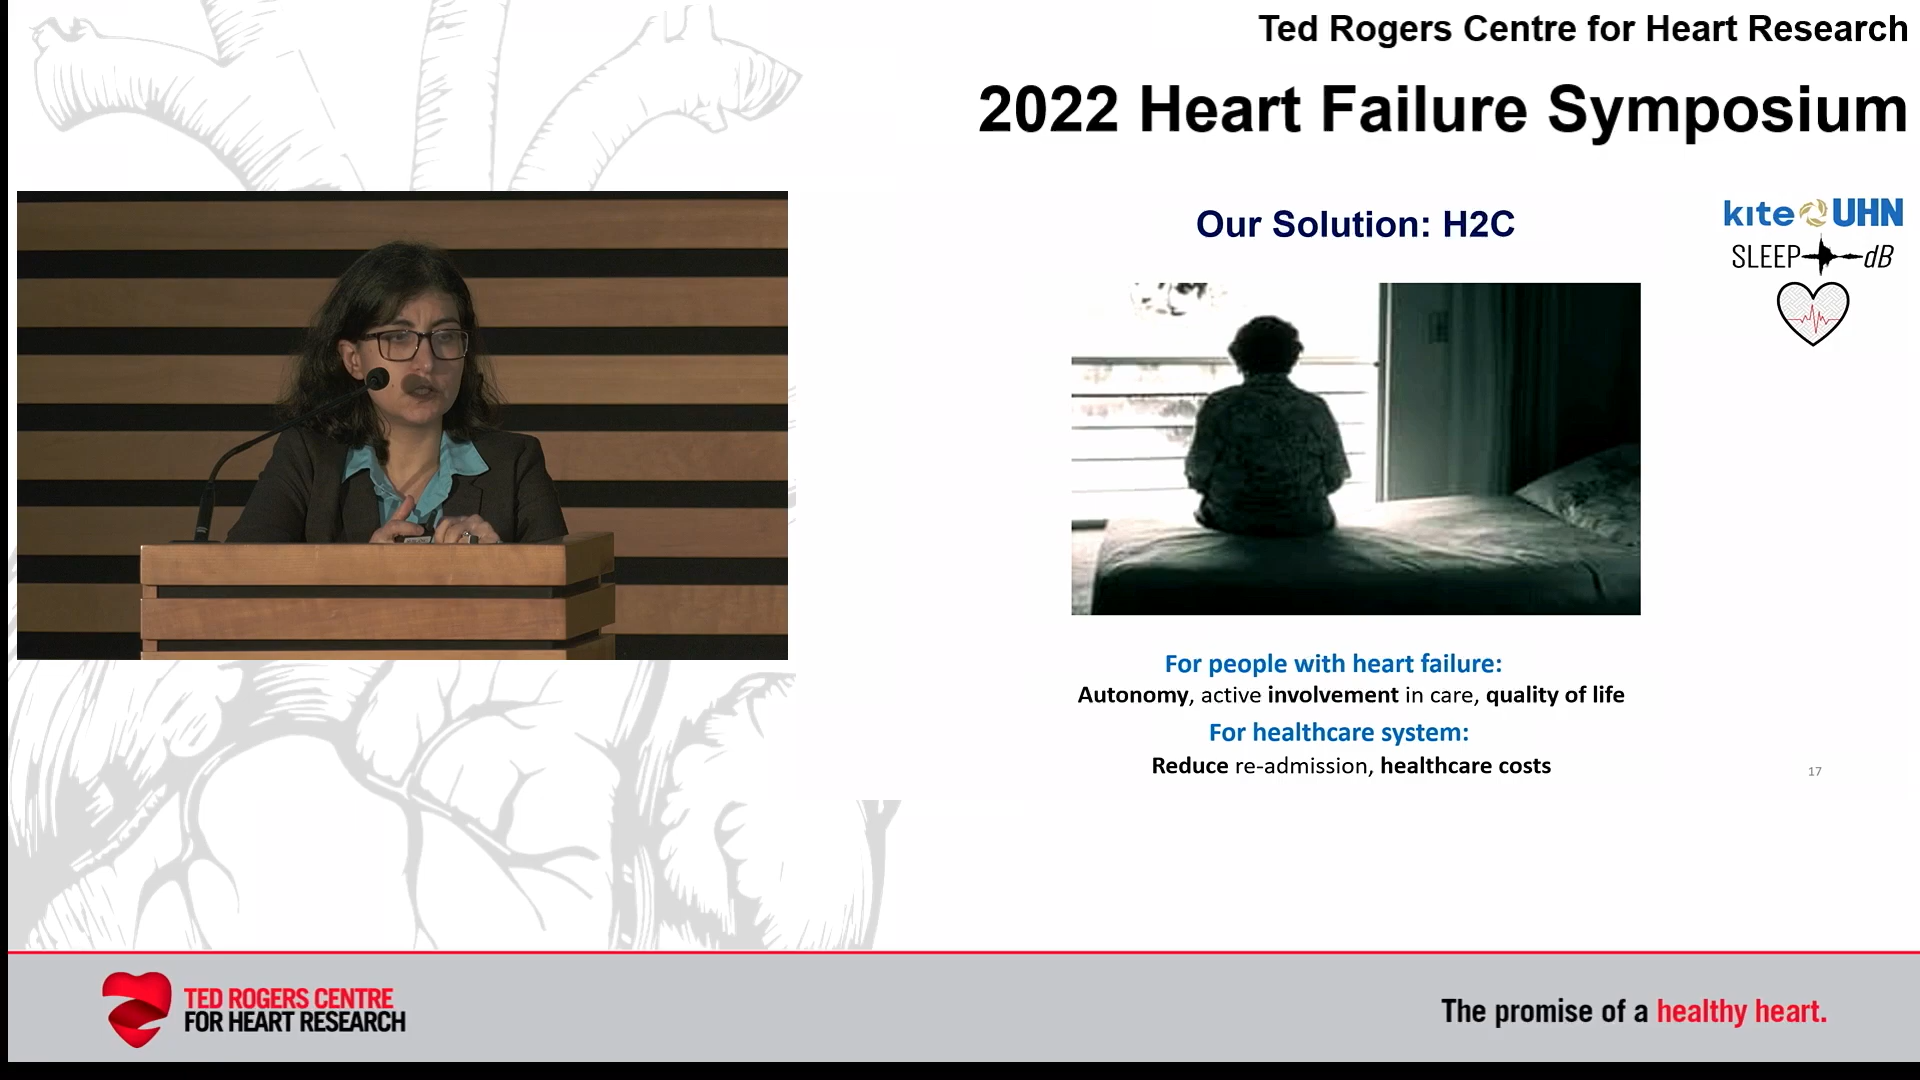 Ted Rogers Centre for Heart Research
2022 Heart Failure Symposium
Our Solution: H2C
kite UHN
SLEEP dB
For people with heart failure:
Autonomy, active involvement in care, quality of life
For healthcare system:
Reduce re-admission, healthcare costs
17
TED ROGERS CENTRE
FOR HEART RESEARCH
The promise of a healthy heart.